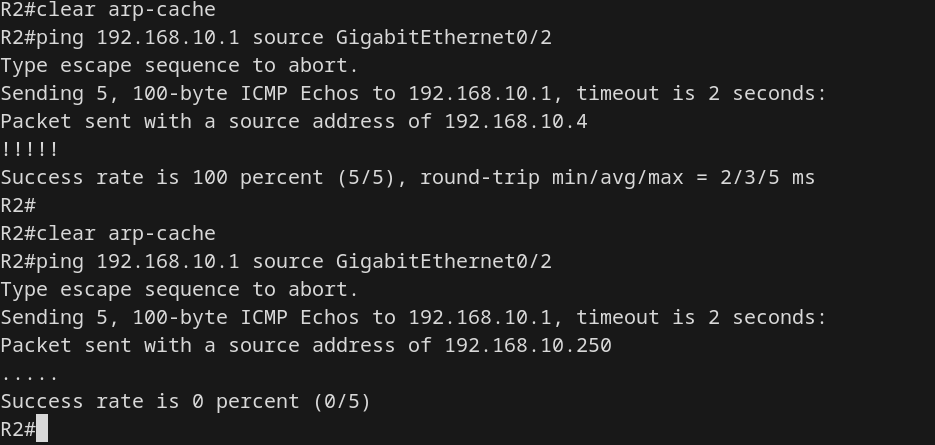 R2#clear arp-cache
R2#ping 192.168.10.1 source GigabitEthernet0/2
Type escape sequence to abort.
Sending 5, 100-byte ICMP Echos to 192.168.10.1, timeout is 2 seconds:
Packet sent with a source address of 192.168.10.4
!!!!!
Success rate is 100 percent (5/5), round-trip min/avg/max = 2/3/5 ms
R2#
R2#clear arp-cache
R2#ping 192.168.10.1 source GigabitEthernet0/2
Type escape sequence to abort.
Sending 5, 100-byte ICMP Echos to 192.168.10.1, timeout is 2 seconds:
Packet sent with a source address of 192.168.10.250
.....
Success rate is 0 percent (0/5)
R2#